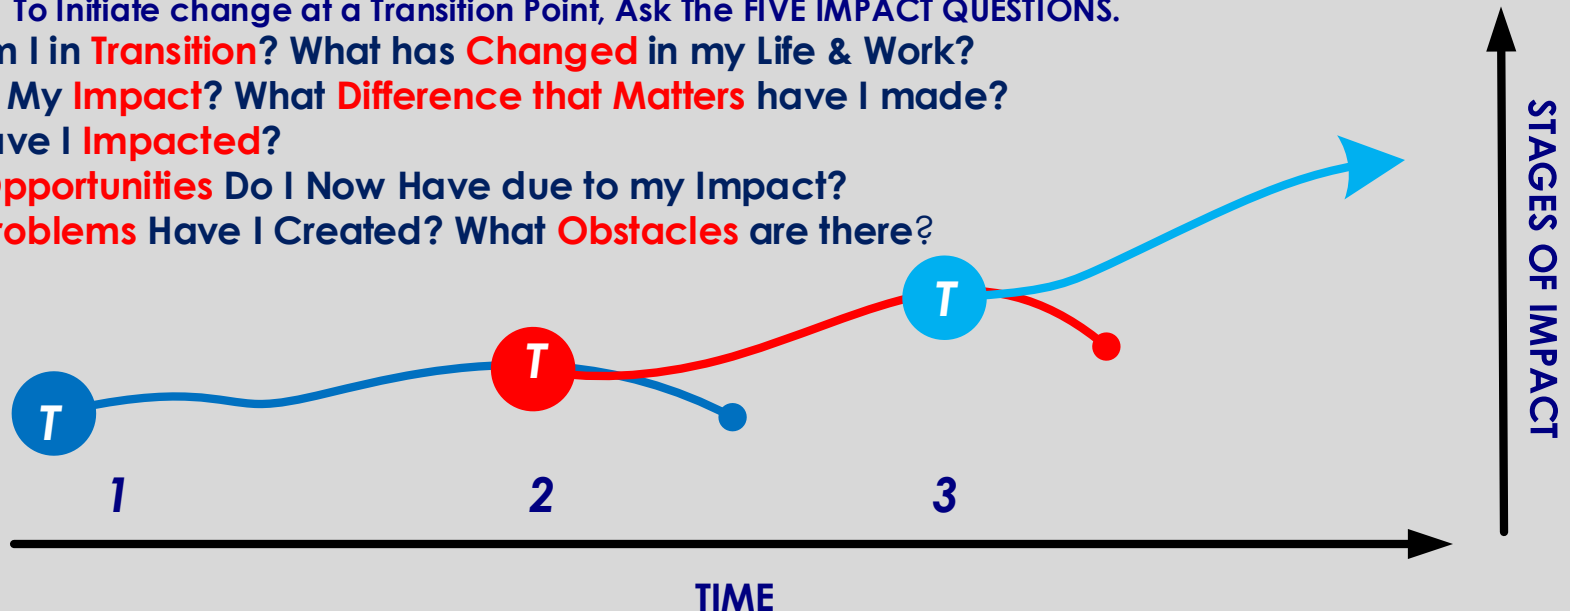 To Initiate change at a Transition Point, Ask The FIVE IMPACT QUESTIONS.
I in Transition? What has Changed in my Life & Work?
My Impact? What Difference that Matters have I made?
I Impacted?
Do I Now Have due to my Impact?
Have I Created? What Obstacles are there?
T
T
T
1 2 3
TIME
STAGES OF IMPACT